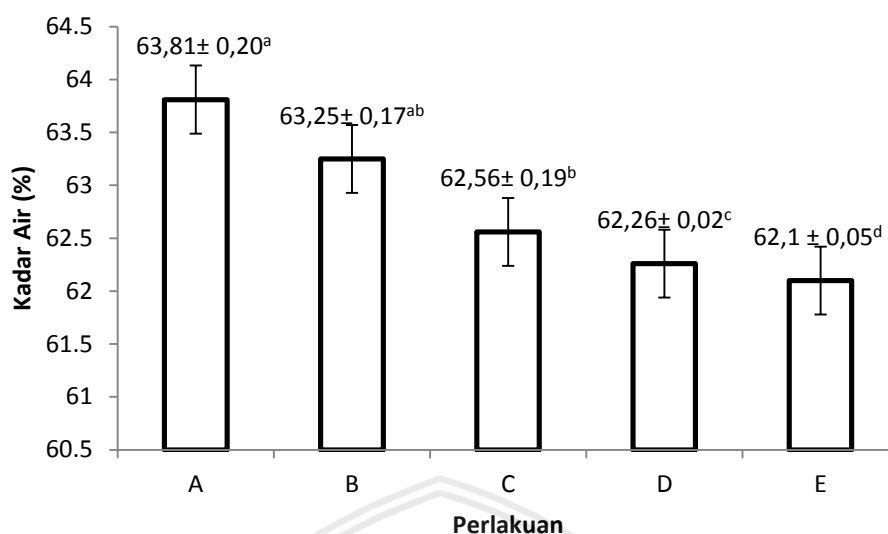 64.5
64
63.5
63
62.5
62
61.5
61
60.5
Kadar Air (%)
63,81± 0,20ᵃ
63,25± 0,17ᵃᵇ
62,56± 0,19ᵇ
62,26± 0,02ᶜ
62,1 ± 0,05ᵈ
A B C D E
Perlakuan